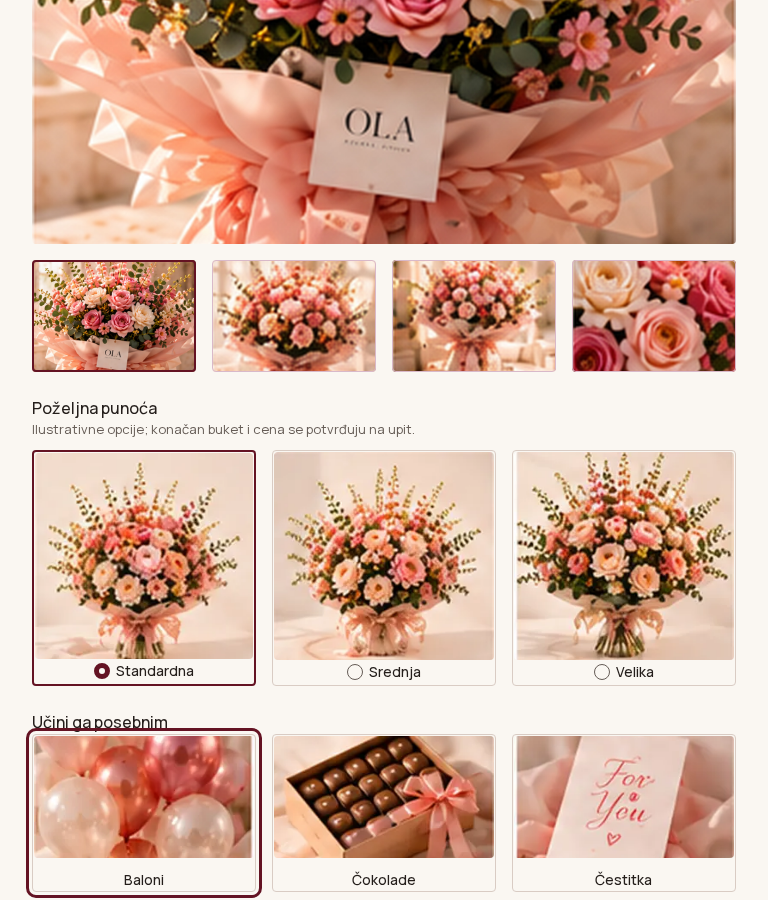 OLA
OLA
Poželjna punoća
Ilustrativne opcije; konačan buket i cena se potvrđuju na upit.
Standardna
Srednja
Velika
Učini ga posebnim
For
You
Baloni
Čokolade
Čestitka